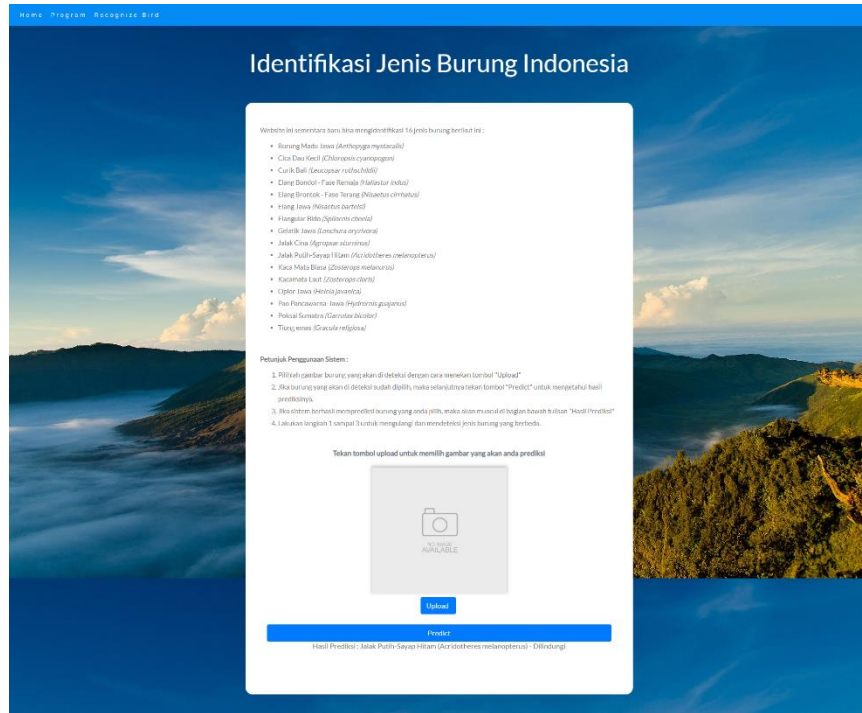 Home Program Recognize Bird
Identifikasi Jenis Burung Indonesia
Website ini sementara baru bisa mengidentifikasi 16 jenis burung berikut ini :
Burung Madu Jawa (Anthopyga mystacalis)
Cica Dau Kecil (Chloropsis cyanopogon)
Curik Bali (Leucopsar rothschildi)
Elang Bondol - Fase Remaja (Haliastur indus)
Elang Brontok - Fase Terang (Nisaetus cirrhatus)
Elang Jawa (Nisaetus bartelsi)
Elangular Bido (Spilornis cheela)
Gelatik Jawa (Lonchura oryzivora)
Jalak Cina (Agropsar sturninus)
Jalak Putih-Sayap Hitam (Acridotheres melanopterus)
Kaca Mata Biasa (Zosterops melanurus)
Kacamata Laut (Zosterops cloris)
Opior Jawa (Heleia javanica)
Pao Pancawarna-Jawa (Hydrornis guajanus)
Poksai Sumatra (Garrulax bicolor)
Tiong emas (Gracula religiosa)
Petunjuk Penggunaan Sistem :
1. Pilihlah gambar burung yang akan di deteksi dengan cara menekan tombol "Upload"
2. Jika burung yang akan di deteksi sudah dipilih, maka selanjutnya tekan tombol "Predict" untuk mengetahui hasil
prediksinya.
3. Jika sistem berhasil memprediksi burung yang anda pilih, maka akan muncul di bagian bawah tulisan "Hasil Prediksi"
4. Lakukan langkah 1 sampai 3 untuk mengulangi dan mendeteksi jenis burung yang berbeda.
Tekan tombol upload untuk memilih gambar yang akan anda prediksi
NO IMAGE
AVAILABLE
Upload
Predict
Hasil Prediksi : Jalak Putih-Sayap Hitam (Acridotheres melanopterus) - Dilindungi